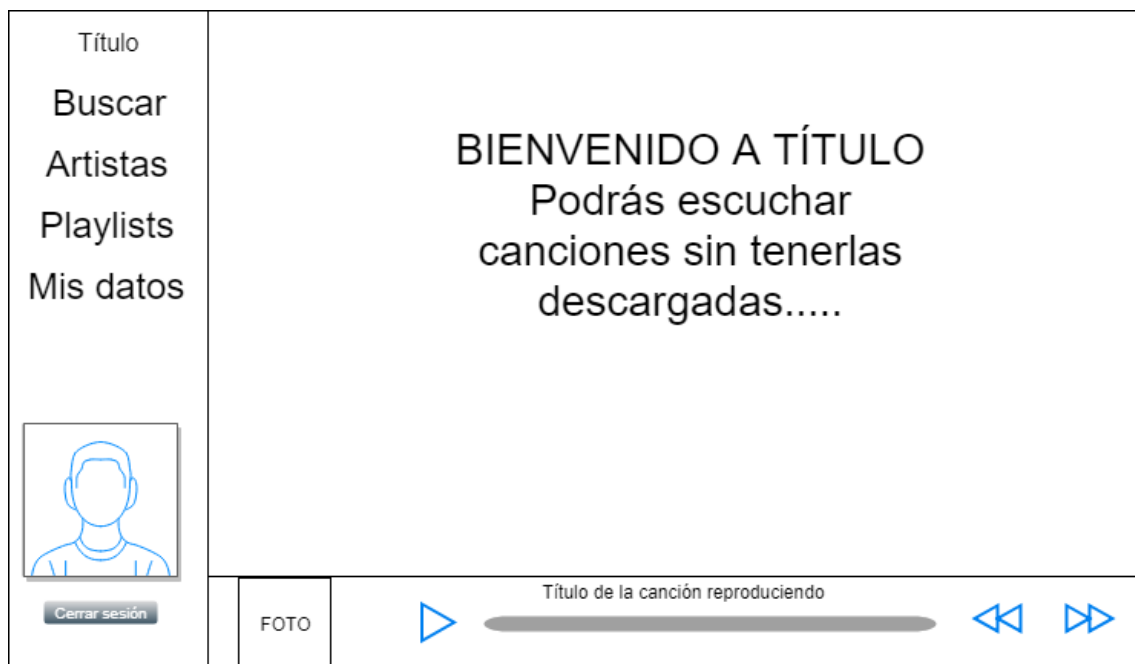 Título
Buscar
Artistas
Playlists
Mis datos
Cerrar sesión
BIENVENIDO A TÍTULO
Podrás escuchar
canciones sin tenerlas
descargadas.....
FOTO
Título de la canción reproduciendo